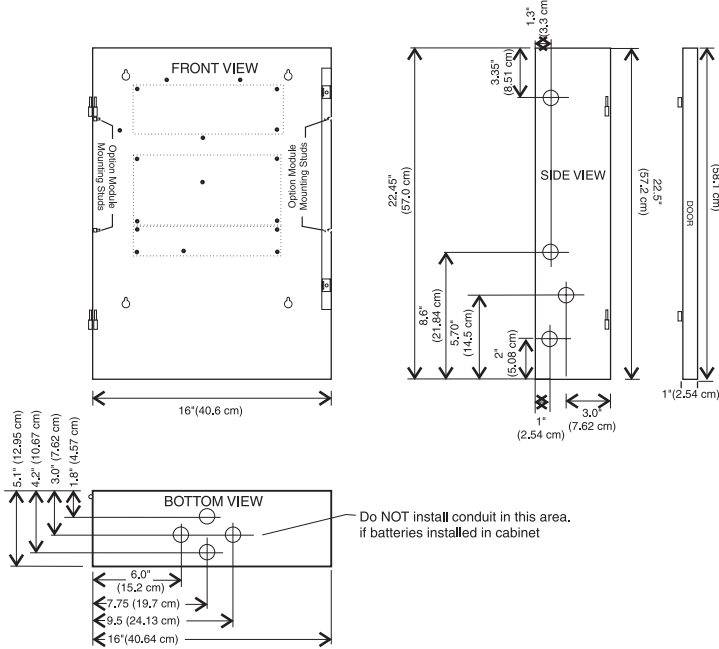 FRONT VIEW
Option Module
Mounting Studs
Option Module
Mounting Studs
16"(40.6 cm)
1.3"
(3.3 cm
3.35"
(8.51 cm)
22.45"
(57.0 cm)
SIDE VIEW
22.5"
(57.2 cm)
8.6"
(21.84 cm)
5.70"
(14.5 cm)
2"
(5.08 cm)
1"
(2.54 cm)
3.0"
(7.62 cm)
DOOR
1"(2.54 cm)
5.1" (12.95 cm)
4.2" (10.67 cm)
3.0" (7.62 cm)
1.8" (4.57 cm)
BOTTOM VIEW
Do NOT install conduit in this area.
if batteries installed in cabinet
6.0"
(15.2 cm)
7.75 (19.7 cm)
9.5 (24.13 cm)
16"(40.64 cm)